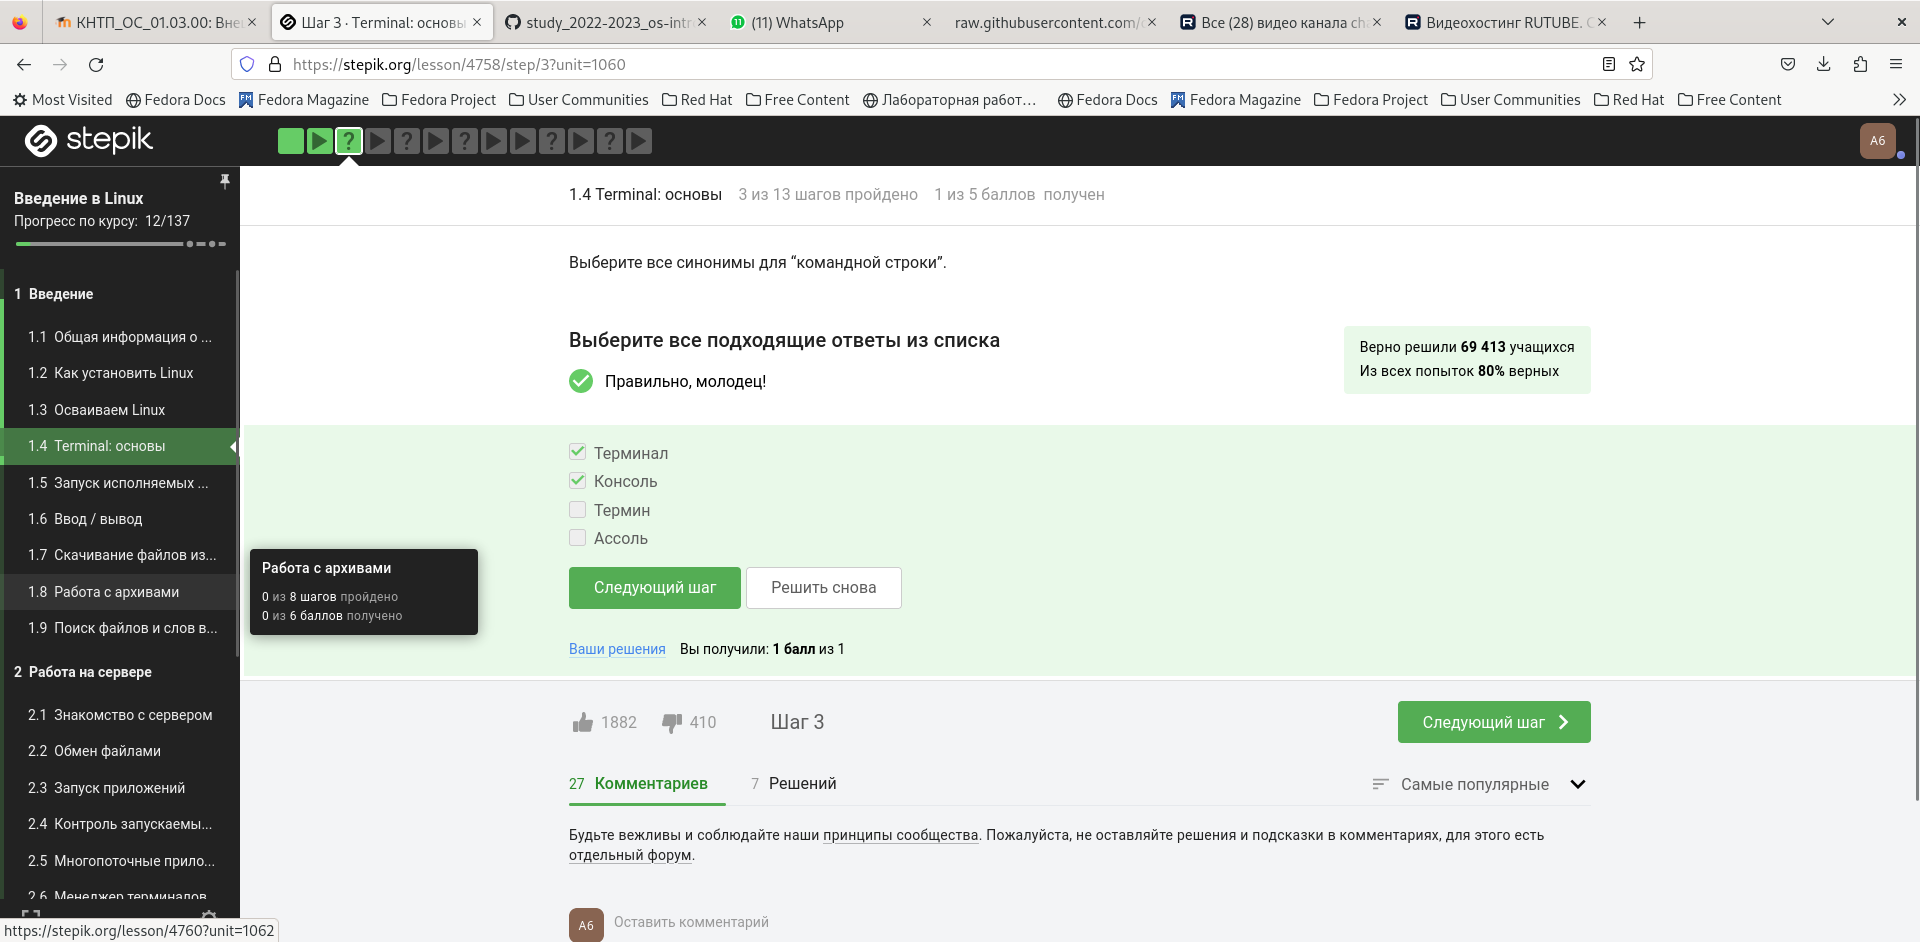 КНТП_ОС_01.03.00: Вне
Шаг 3 · Terminal: основы
study_2022-2023_os-intr
(11) WhatsApp
raw.githubusercontent.com/
Все (28) видео канала
Видеохостинг RUTUBE.
https://stepik.org/lesson/4758/step/3?unit=1060
Most Visited
Fedora Docs
Fedora Magazine
Fedora Project
User Communities
Red Hat
Free Content
Лабораторная работ…
Fedora Docs
Fedora Magazine
Fedora Project
User Communities
Red Hat
Free Content
stepik
A6
Введение в Linux
Прогресс по курсу: 12/137
1 Введение
1.1 Общая информация о ...
1.2 Как установить Linux
1.3 Осваиваем Linux
1.4 Terminal: основы
1.5 Запуск исполняемых ...
1.6 Ввод / вывод
1.7 Скачивание файлов из...
1.8 Работа с архивами
1.9 Поиск файлов и слов в...
2 Работа на сервере
2.1 Знакомство с сервером
2.2 Обмен файлами
2.3 Запуск приложений
2.4 Контроль запускаемы...
2.5 Многопоточные прило...
2.6 Менеджер терминалов
https://stepik.org/lesson/4760?unit=1062
Работа с архивами
0 из 8 шагов пройдено
0 из 6 баллов получено
1.4 Terminal: основы 3 из 13 шагов пройдено 1 из 5 баллов получен
Выберите все синонимы для “командной строки”.
Выберите все подходящие ответы из списка
Правильно, молодец!
Верно решили 69 413 учащихся
Из всех попыток 80% верных
Терминал
Консоль
Термин
Ассоль
Следующий шаг
Решить снова
Ваши решения Вы получили: 1 балл из 1
1882
410
Шаг 3
Следующий шаг
27 Комментариев
7 Решений
Самые популярные
Будьте вежливы и соблюдайте наши принципы сообщества. Пожалуйста, не оставляйте решения и подсказки в комментариях, для этого есть
отдельный форум.
A6
Оставить комментарий